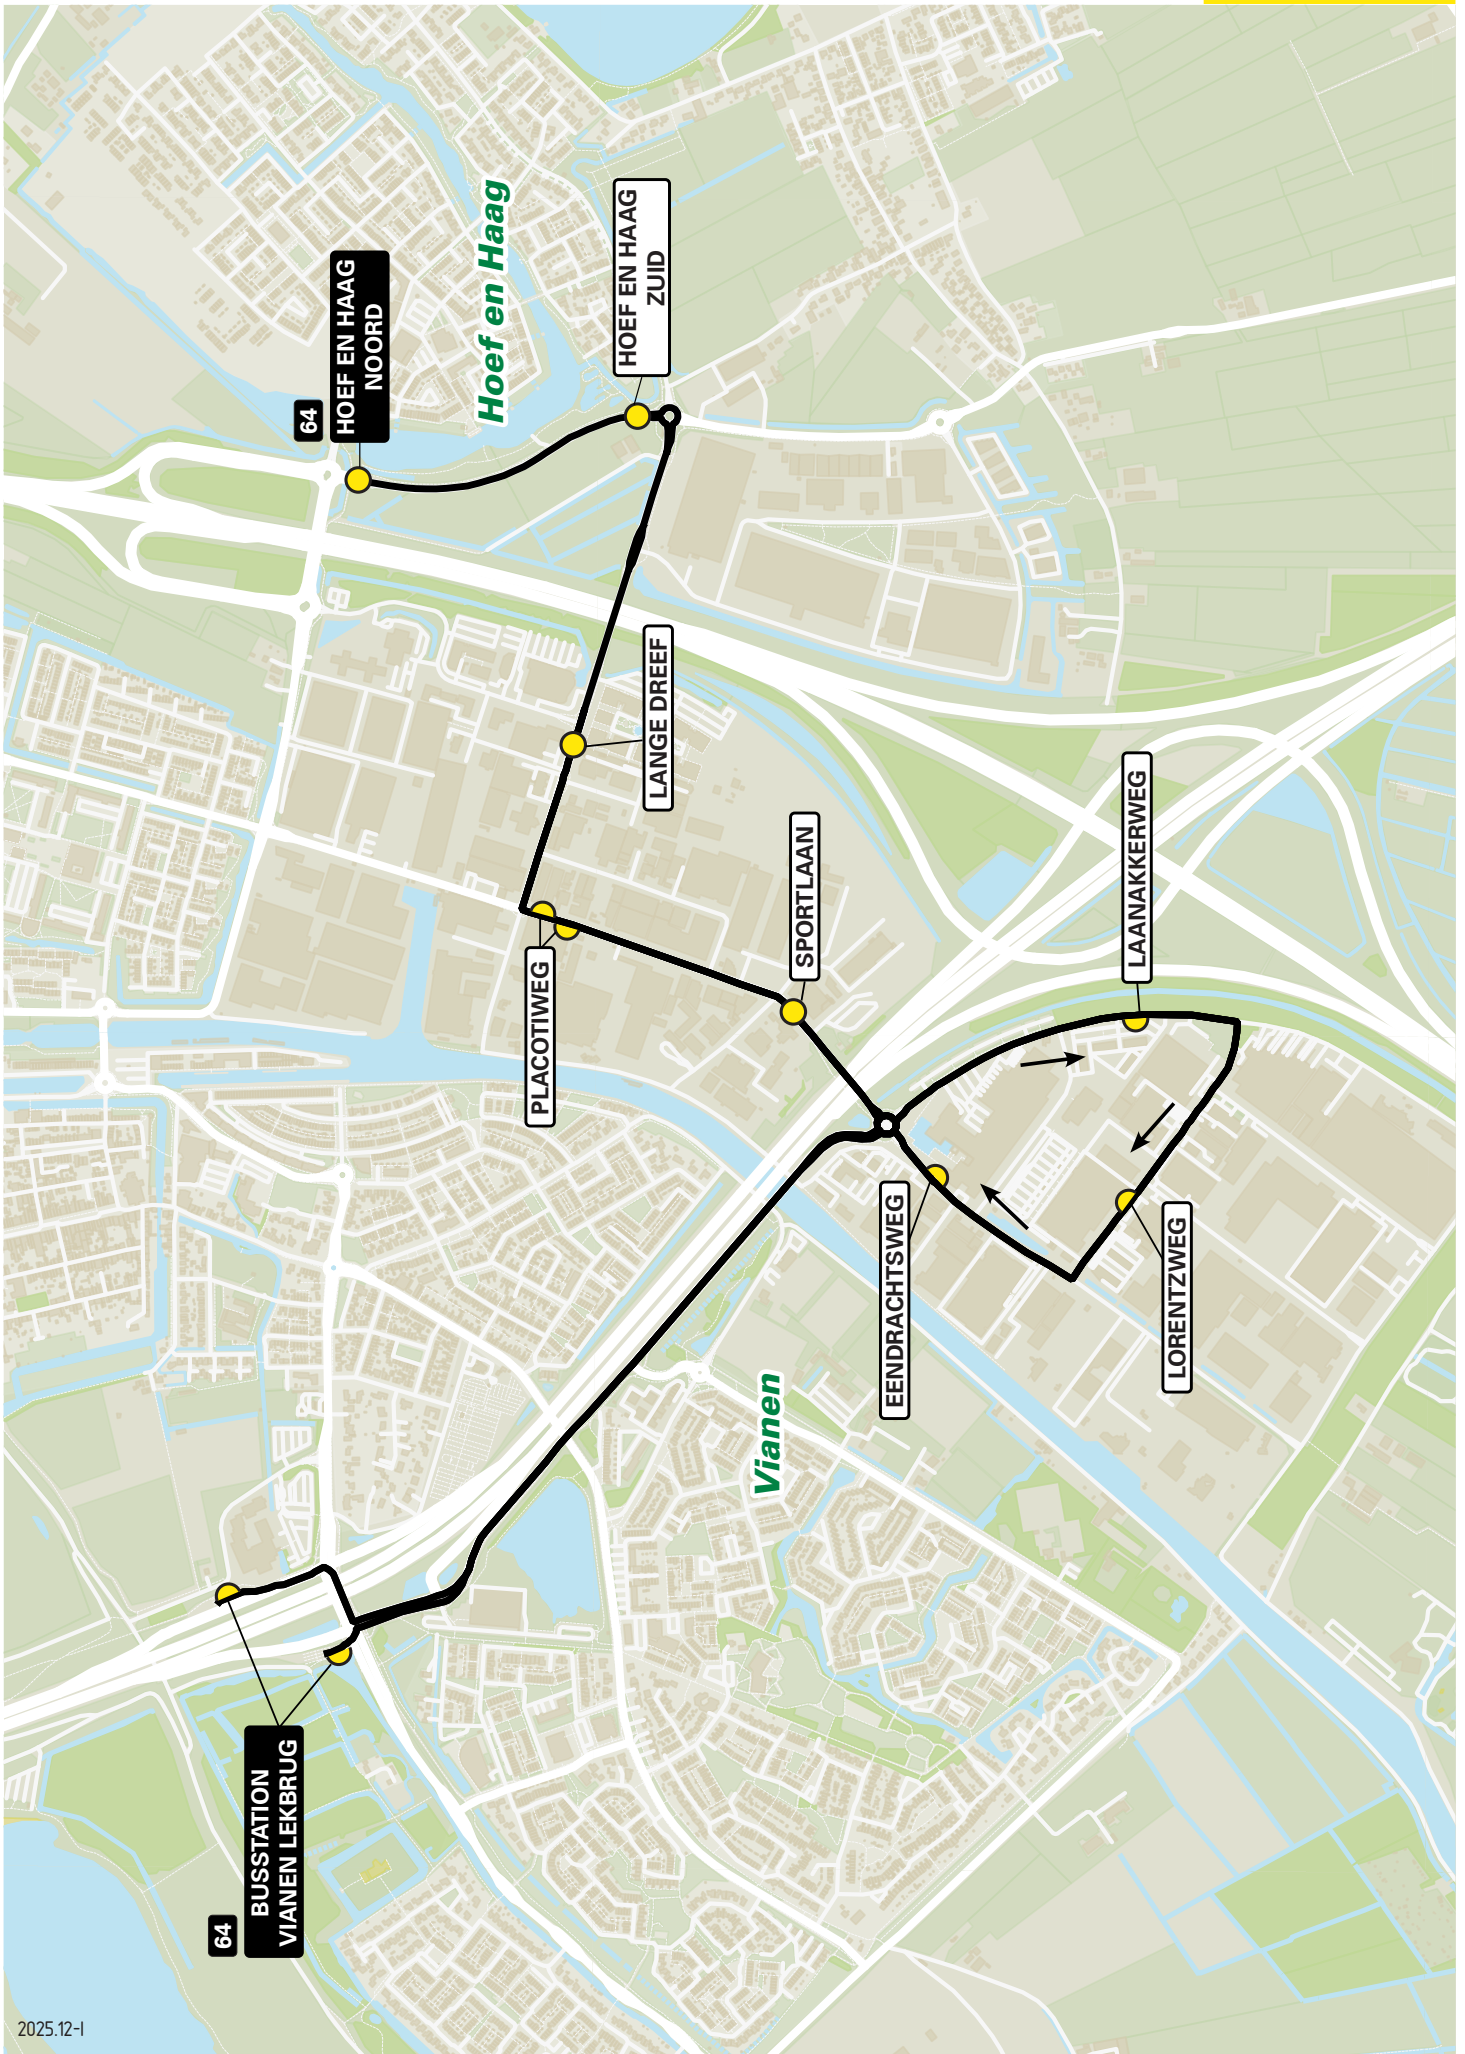 64
HOEF EN HAAG
NOORD
Hoef en Haag
HOEF EN HAAG
ZUID
LANGE DREEF
PLACOTIWEG
SPORTLAAN
LAANAKKERWEG
EENDRACHTSWEG
LORENTZWEG
Vianen
64
BUSSTATION
VIANEN LEKBRUG
2025.12-I